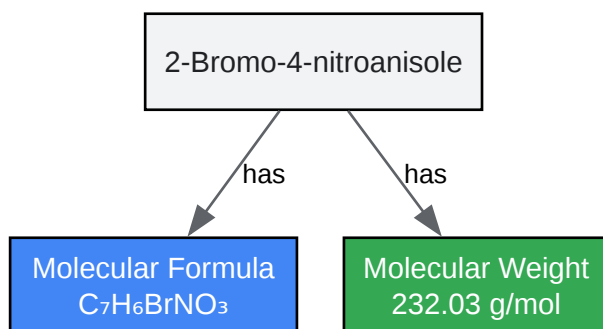 2-Bromo-4-nitroanisole
has
has
Molecular Formula
C₇H₆BrNO₃
Molecular Weight
232.03 g/mol